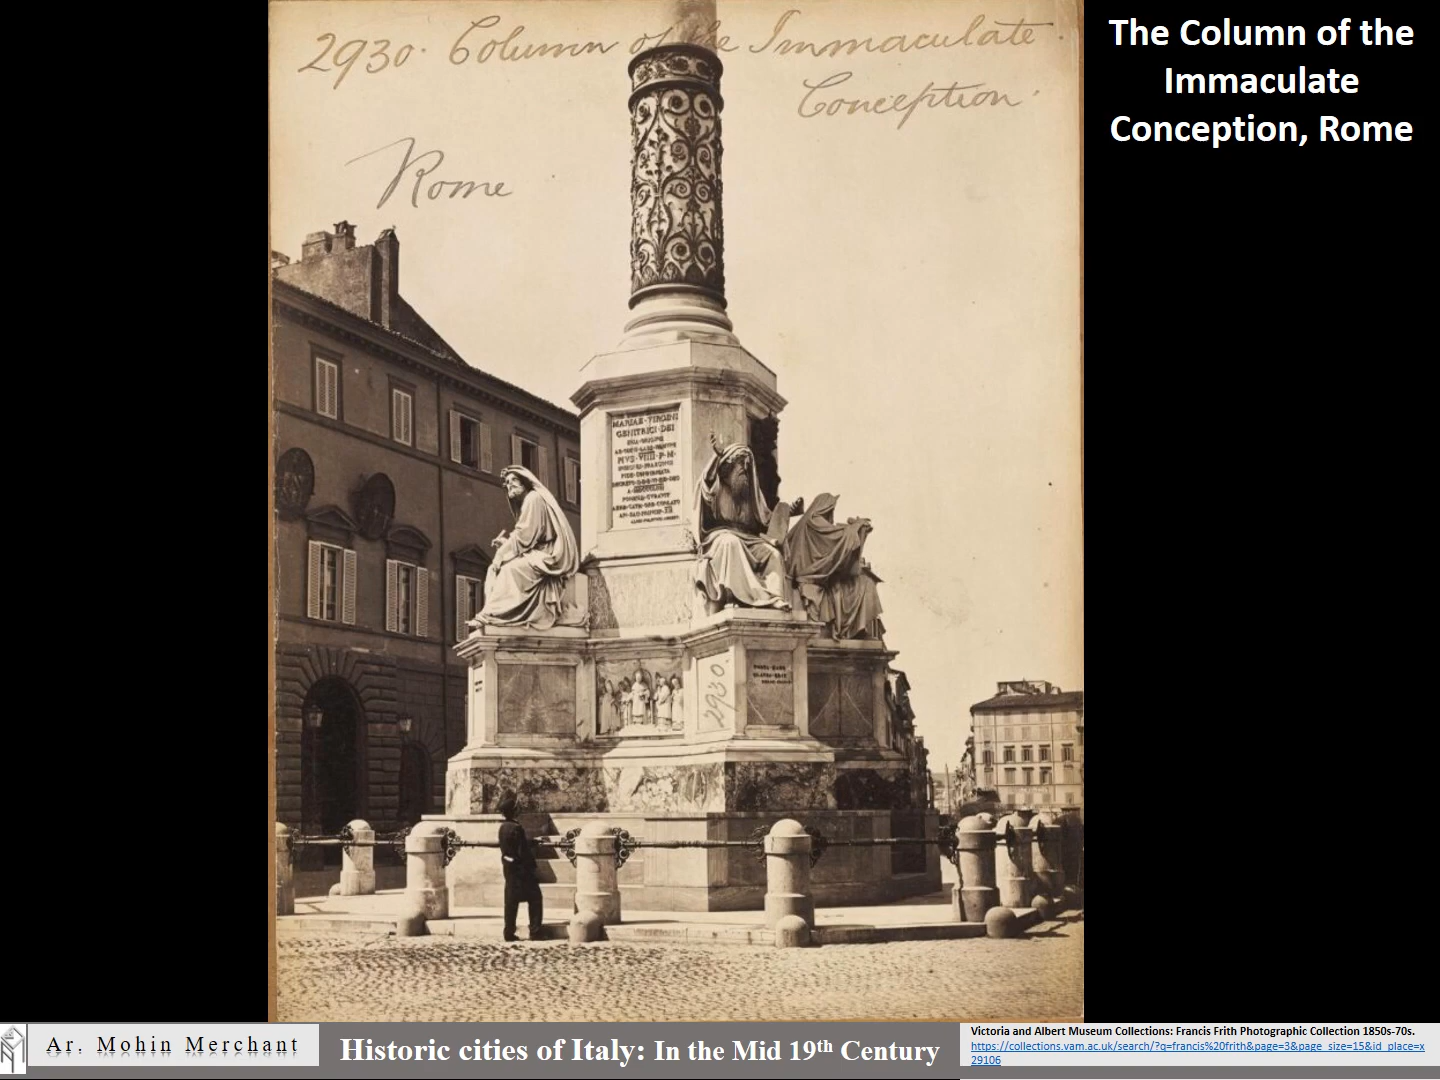 2930. Column of the Immaculate.
Conception.
Rome
The Column of the
Immaculate
Conception, Rome
MARIAE·VIRGINI
GENITRICI·DEI
2930.
Ar. Mohin Merchant
Historic cities of Italy: In the Mid 19th Century
Victoria and Albert Museum Collections: Francis Frith Photographic Collection 1850s-70s.
https://collections.vam.ac.uk/search/?q=francis%20frith&page=3&page_size=15&id_place=x
29106